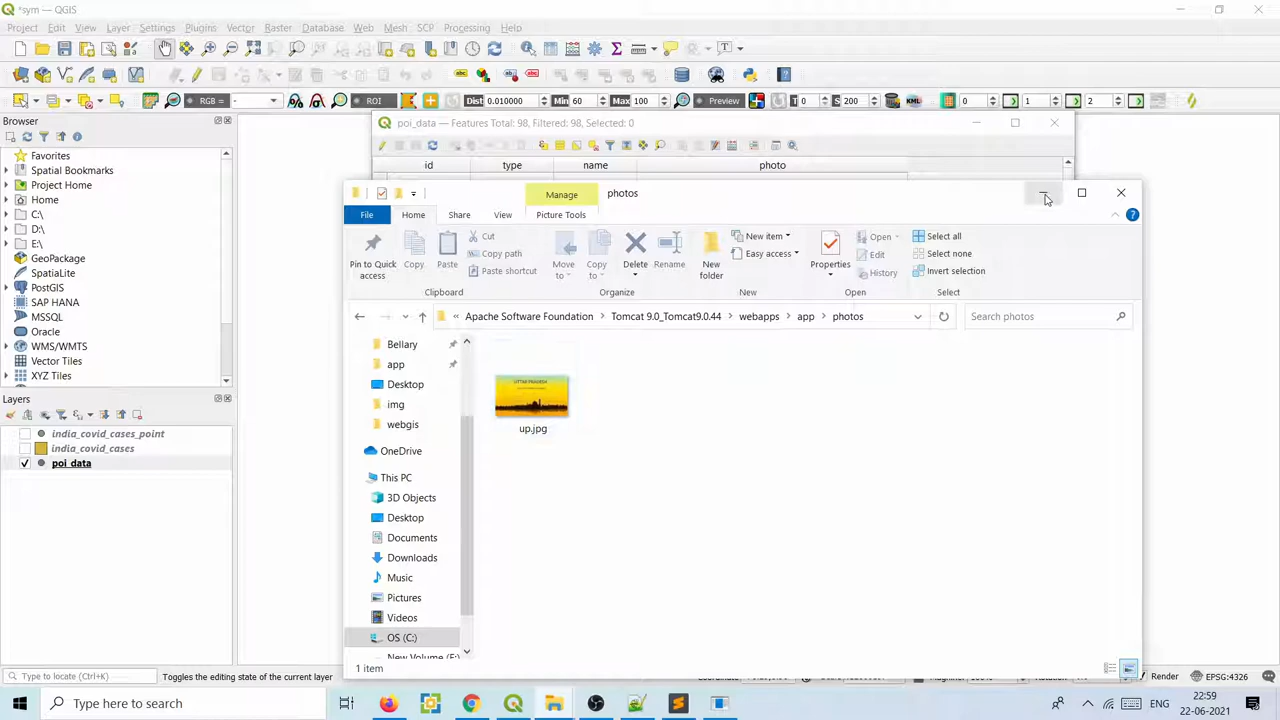 *sym — QGIS
Project Edit View Layer Settings Plugins Vector Raster Database Web Mesh SCP Processing Help
RGB = - ROI Dist 0.010000 Min 60 Max 100 Preview T 0 S 200 KML 0 1 2
Browser
Favorites
Spatial Bookmarks
Project Home
Home
C:\
D:\
E:\
GeoPackage
SpatiaLite
PostGIS
SAP HANA
MSSQL
Oracle
WMS/WMTS
Vector Tiles
XYZ Tiles
Layers
india_covid_cases_point
india_covid_cases
poi_data
poi_data — Features Total: 98, Filtered: 98, Selected: 0
id type name photo
Manage photos
File Home Share View Picture Tools
Pin to Quick access
Copy
Paste
Cut
Copy path
Paste shortcut
Clipboard
Move to
Copy to
Delete
Rename
Organize
New folder
New item
Easy access
New
Properties
Open
Edit
History
Open
Select all
Select none
Invert selection
Select
« Apache Software Foundation Tomcat 9.0_Tomcat9.0.44 webapps app photos
Search photos
Bellary
app
Desktop
img
webgis
OneDrive
This PC
3D Objects
Desktop
Documents
Downloads
Music
Pictures
Videos
OS (C:)
UTTAR PRADESH
up.jpg
1 item
Type to locate (Ctrl+K)
Toggles the editing state of the current layer
Render
EPSG:4326
Type here to search
ENG
22:59
22-06-2021